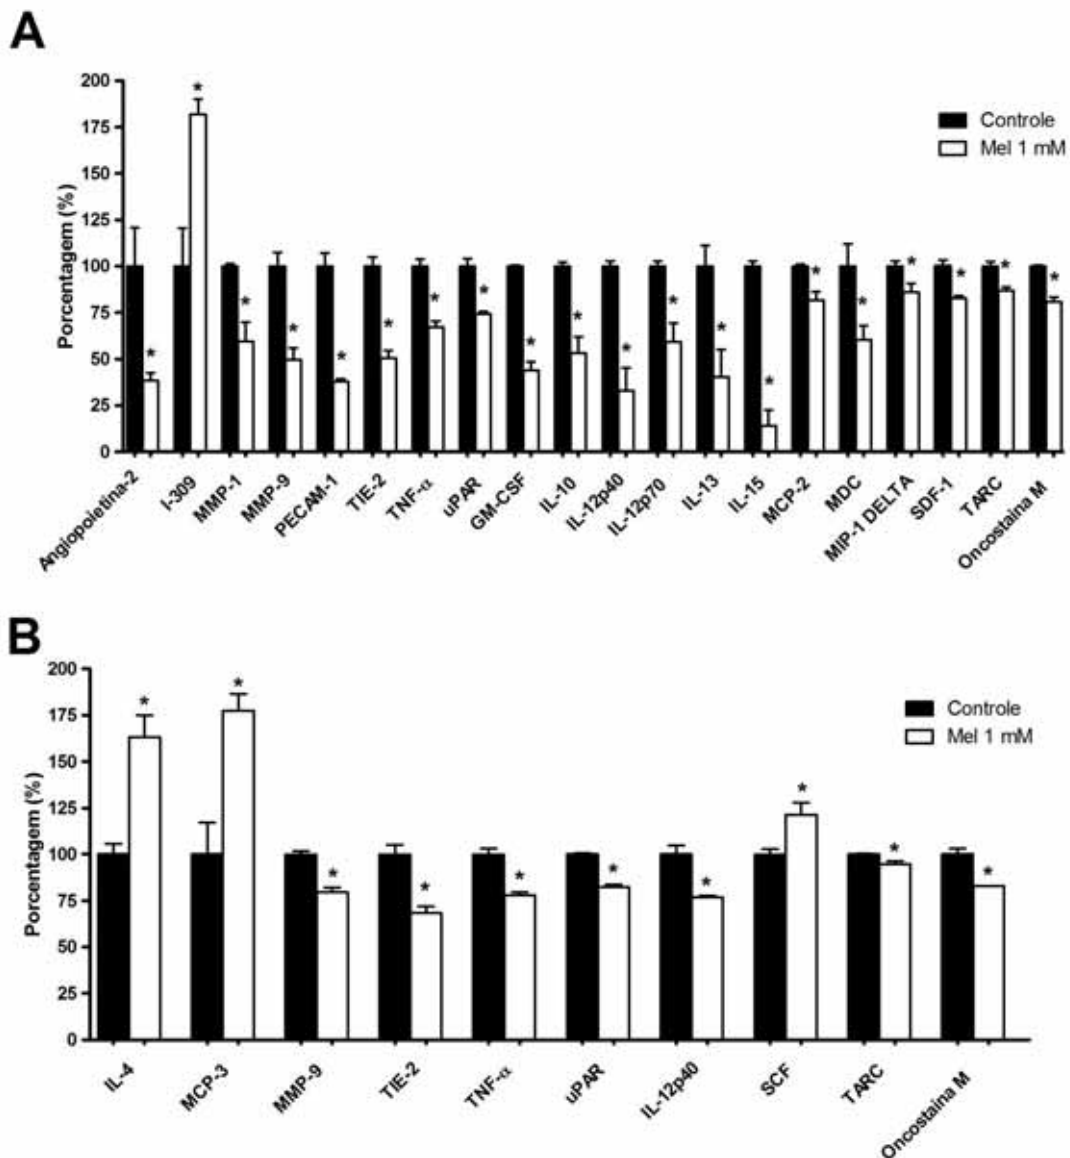 A
200
175
150
125
100
75
50
25
0
Porcentagem (%)
Controle
Mel 1 mM
* * * * * * * * * * * * * * * * * * * *
Angiopoietina-2
I-309
MMP-1
MMP-9
PECAM-1
TIE-2
TNF-α
uPAR
GM-CSF
IL-10
IL-12p40
IL-12p70
IL-13
IL-15
MCP-2
MDC
MIP-1 DELTA
SDF-1
TARC
Oncostaina M
B
200
175
150
125
100
75
50
25
0
Porcentagem (%)
Controle
Mel 1 mM
* * * * * * * * * *
IL-4
MCP-3
MMP-9
TIE-2
TNF-α
uPAR
IL-12p40
SCF
TARC
Oncostaina M